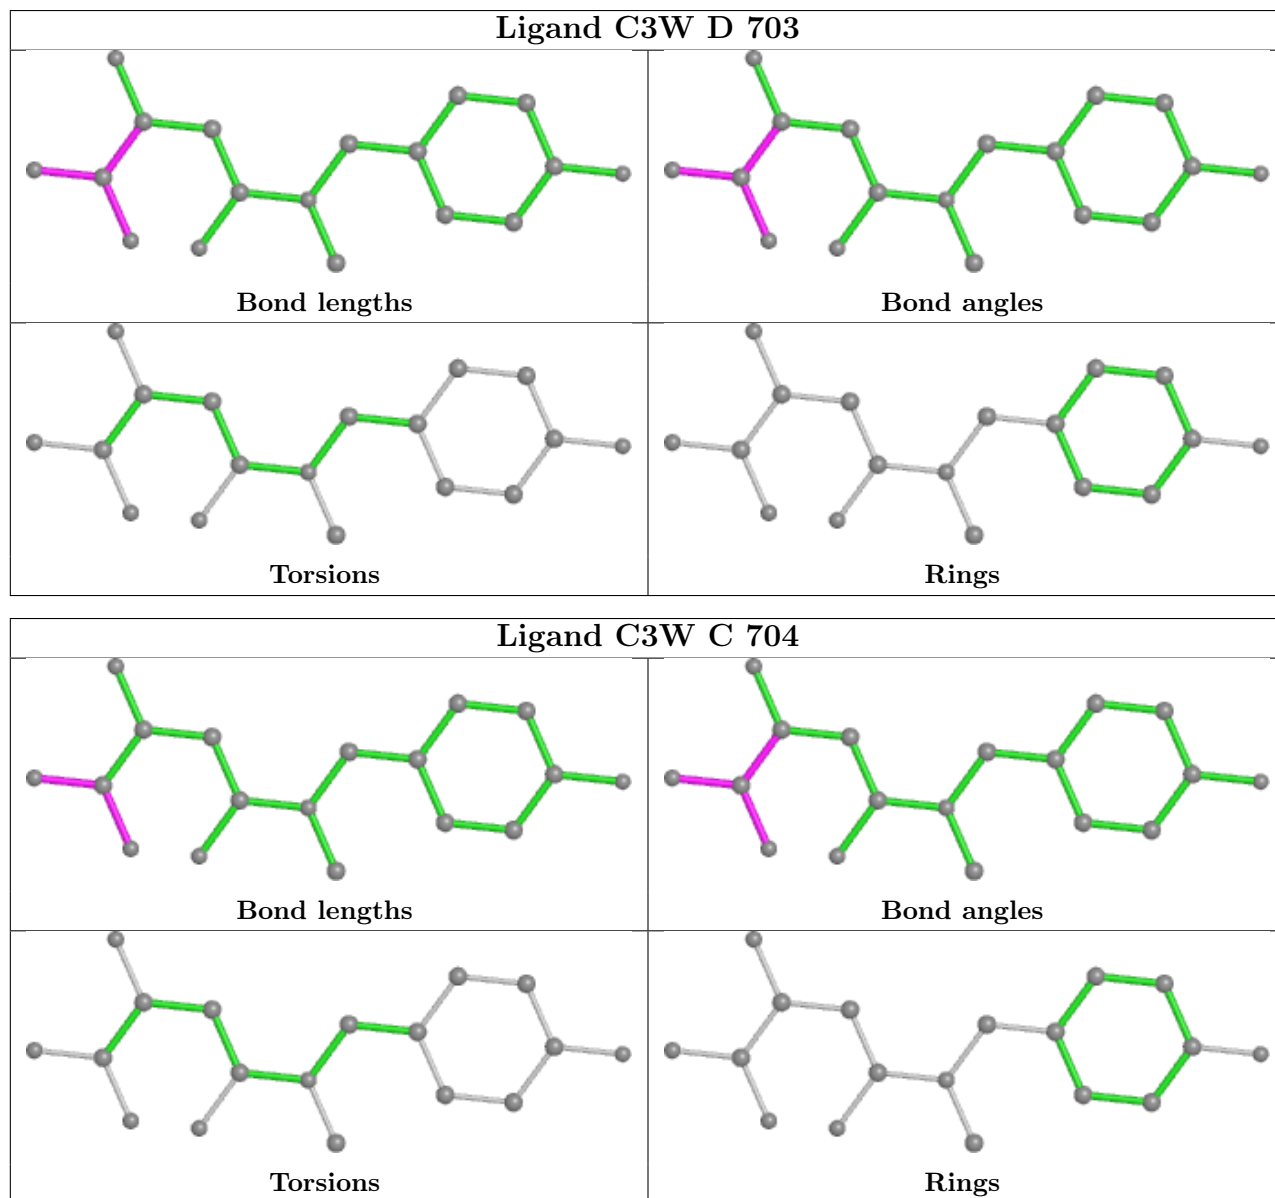 Ligand C3W D 703
Bond lengths
Bond angles
Torsions
Rings
Ligand C3W C 704
Bond lengths
Bond angles
Torsions
Rings